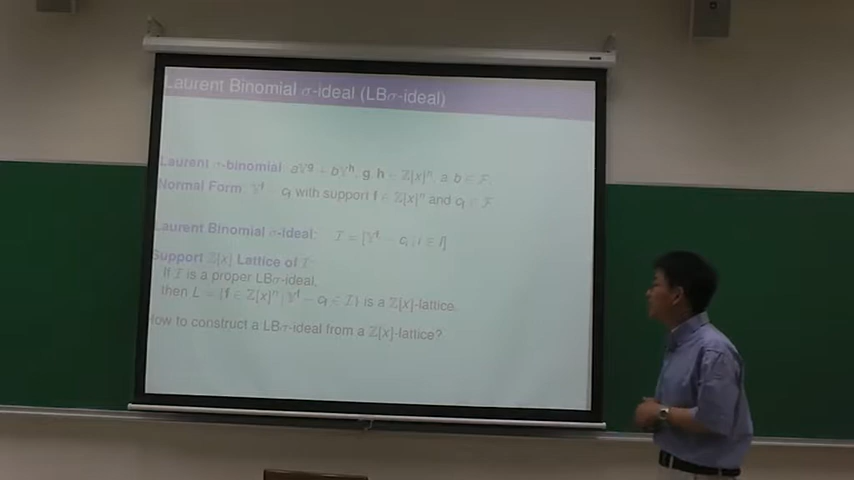 Laurent Binomial σ-ideal (LBσ-ideal)
Laurent σ-binomial: a𝕐^g + b𝕐^h, g, h ∈ ℤ[x]^n, a, b ∈ ℱ.
Normal Form: 𝕐^f − c_f with support f ∈ ℤ[x]^n and c_f ∈ ℱ
Laurent Binomial σ-ideal: ℐ = [𝕐^f − c_i : i ∈ I]
Support ℤ[x] Lattice of ℐ:
If ℐ is a proper LBσ-ideal,
then L = {f ∈ ℤ[x]^n | 𝕐^f − c_f ∈ ℐ} is a ℤ[x]-lattice.
How to construct a LBσ-ideal from a ℤ[x]-lattice?